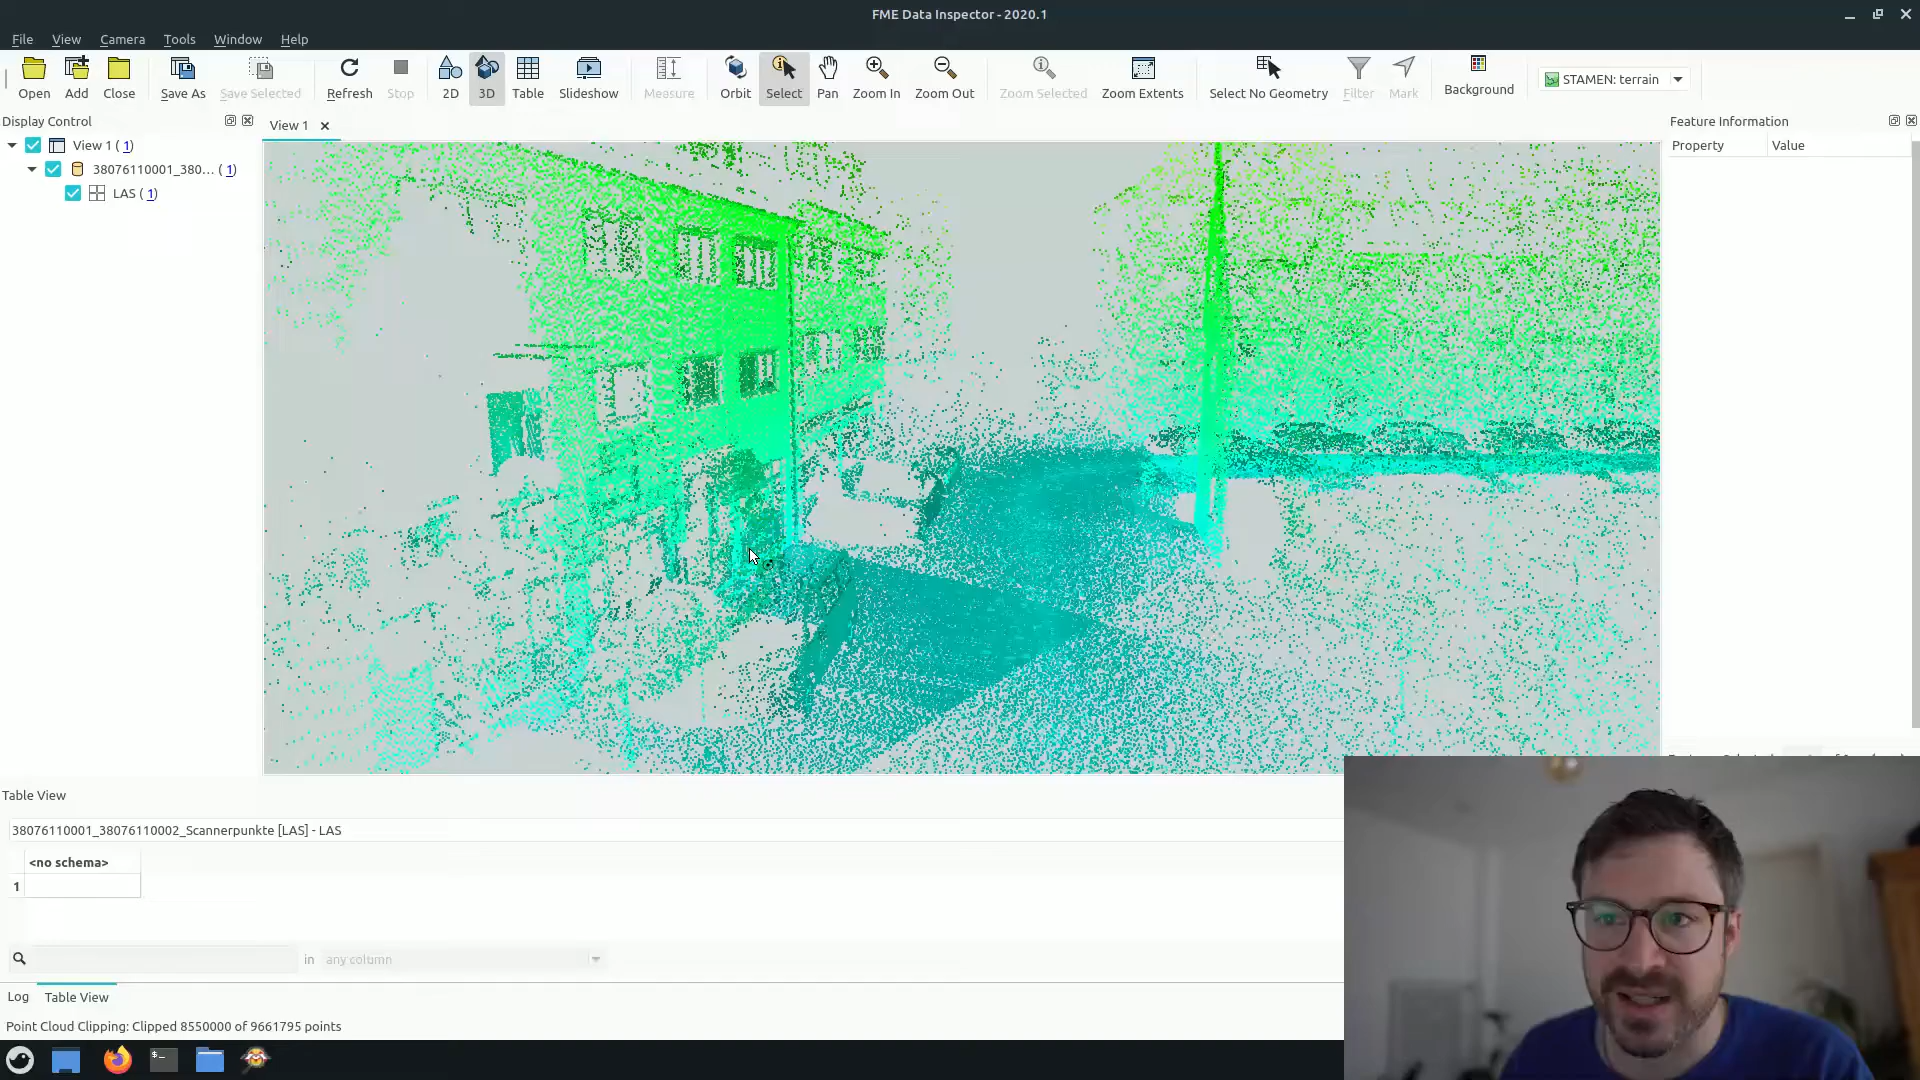 FME Data Inspector - 2020.1
File View Camera Tools Window Help
Open Add Close Save As Save Selected Refresh Stop 2D 3D Table Slideshow Measure Orbit Select Pan Zoom In Zoom Out Zoom Selected Zoom Extents Select No Geometry Filter Mark Background STAMEN: terrain
Display Control
View 1 (1)
38076110001_380... (1)
LAS (1)
View 1
Feature Information
Property Value
Table View
38076110001_38076110002_Scannerpunkte [LAS] - LAS
<no schema>
1
in any column
Log Table View
Point Cloud Clipping: Clipped 8550000 of 9661795 points